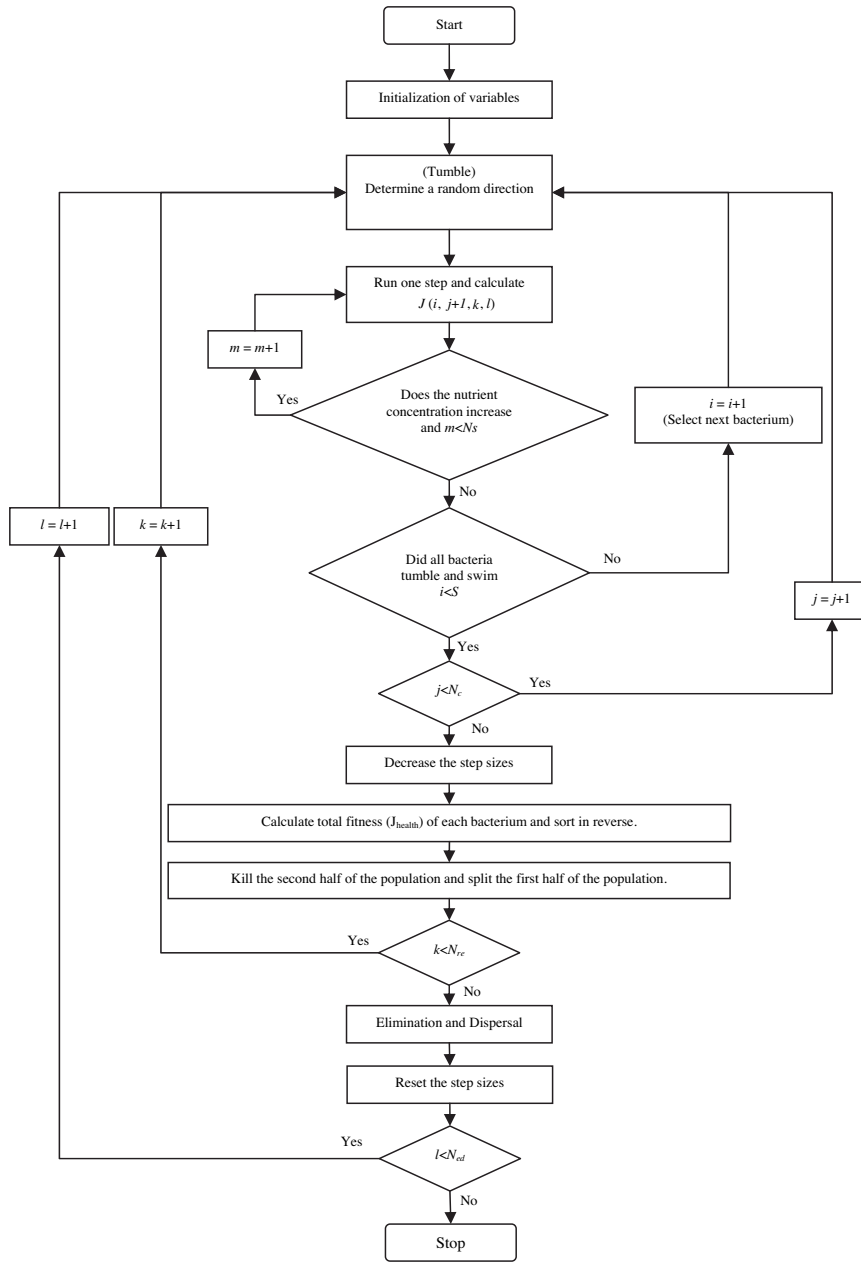 Start
Initialization of variables
(Tumble)
Determine a random direction
Run one step and calculate
J (i, j+1, k, l)
m = m+1
Yes
Does the nutrient
concentration increase
and m<Ns
i = i+1
(Select next bacterium)
No
l = l+1
k = k+1
Did all bacteria
tumble and swim
i<S
No
j = j+1
Yes
j<Nc
Yes
No
Decrease the step sizes
Calculate total fitness (Jhealth) of each bacterium and sort in reverse.
Kill the second half of the population and split the first half of the population.
Yes
k<Nre
No
Elimination and Dispersal
Reset the step sizes
Yes
l<Ned
No
Stop